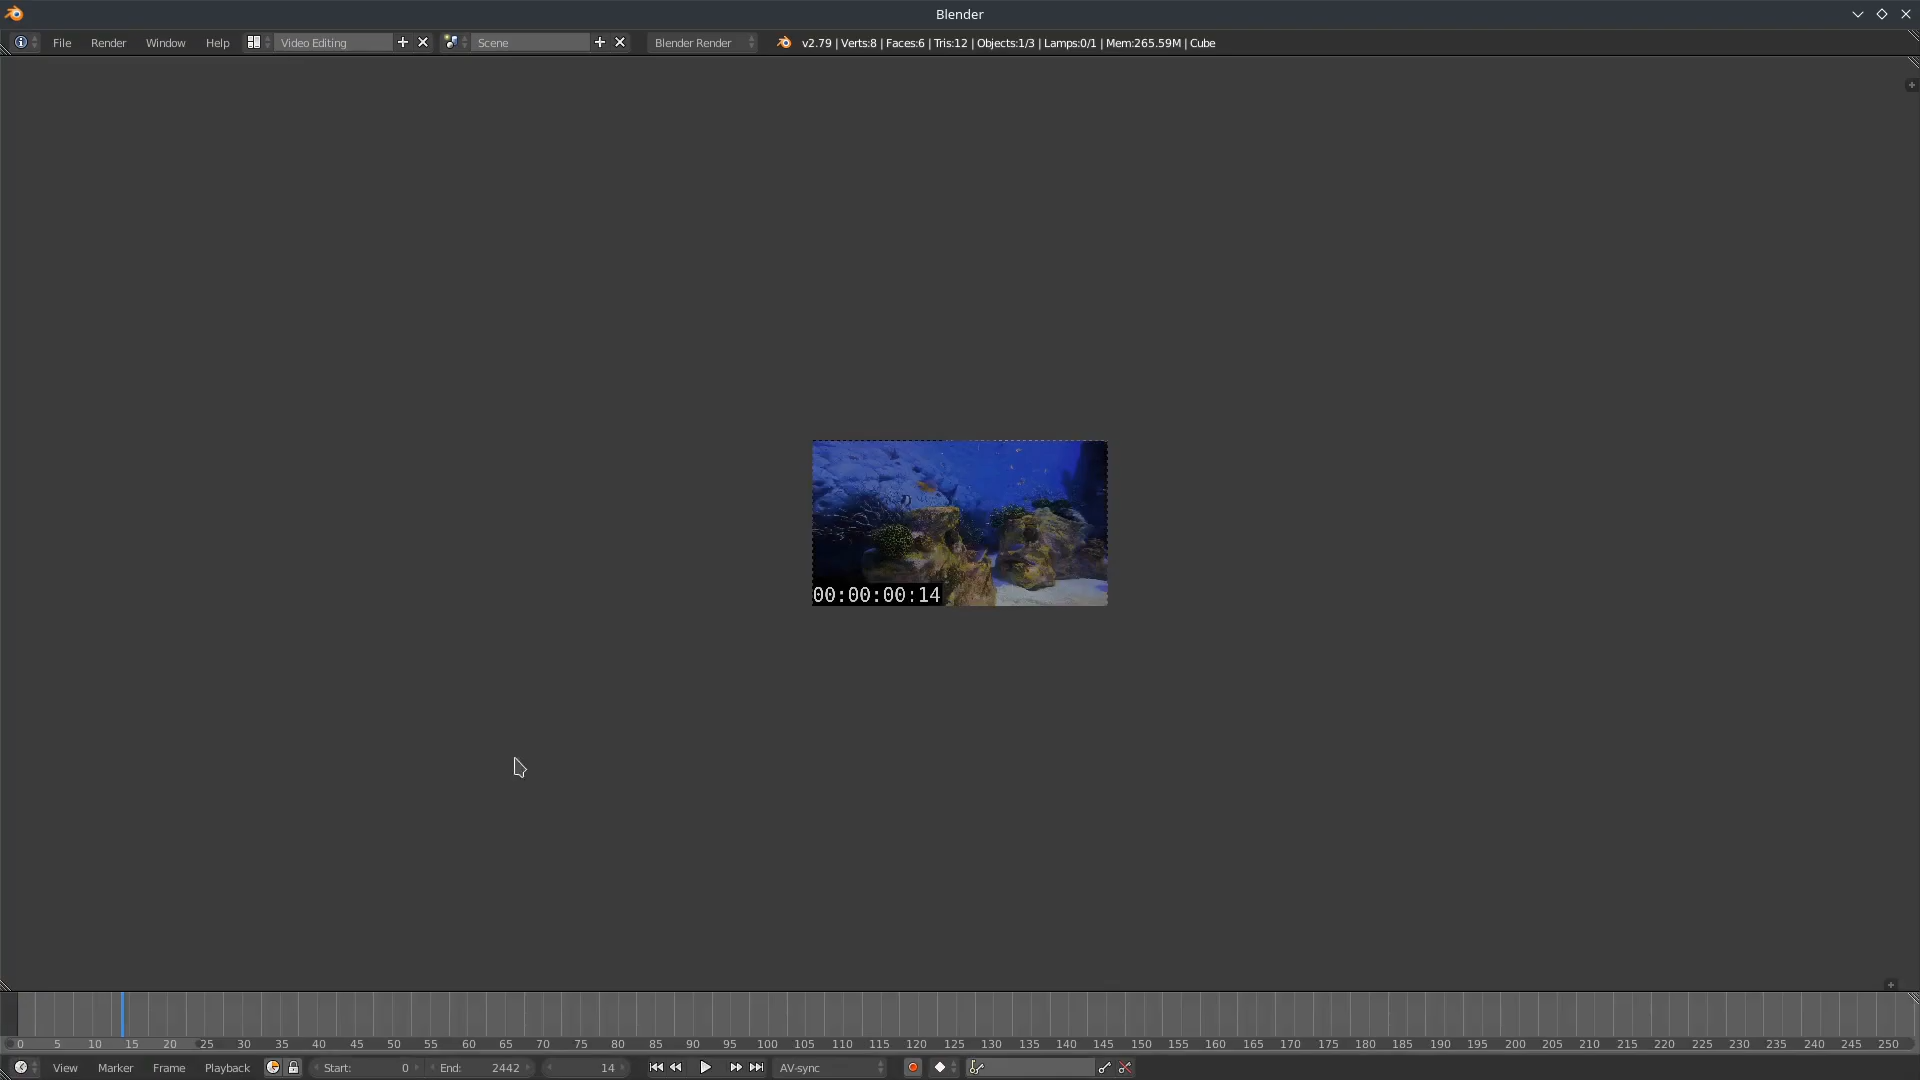 Blender
File Render Window Help Video Editing Scene Blender Render v2.79 | Verts:8 | Faces:6 | Tris:12 | Objects:1/3 | Lamps:0/1 | Mem:265.59M | Cube
00:00:00:14
0 5 10 15 20 25 30 35 40 45 50 55 60 65 70 75 80 85 90 95 100 105 110 115 120 125 130 135 140 145 150 155 160 165 170 175 180 185 190 195 200 205 210 215 220 225 230 235 240 245 250
View Marker Frame Playback Start: 0 End: 2442 14 AV-sync